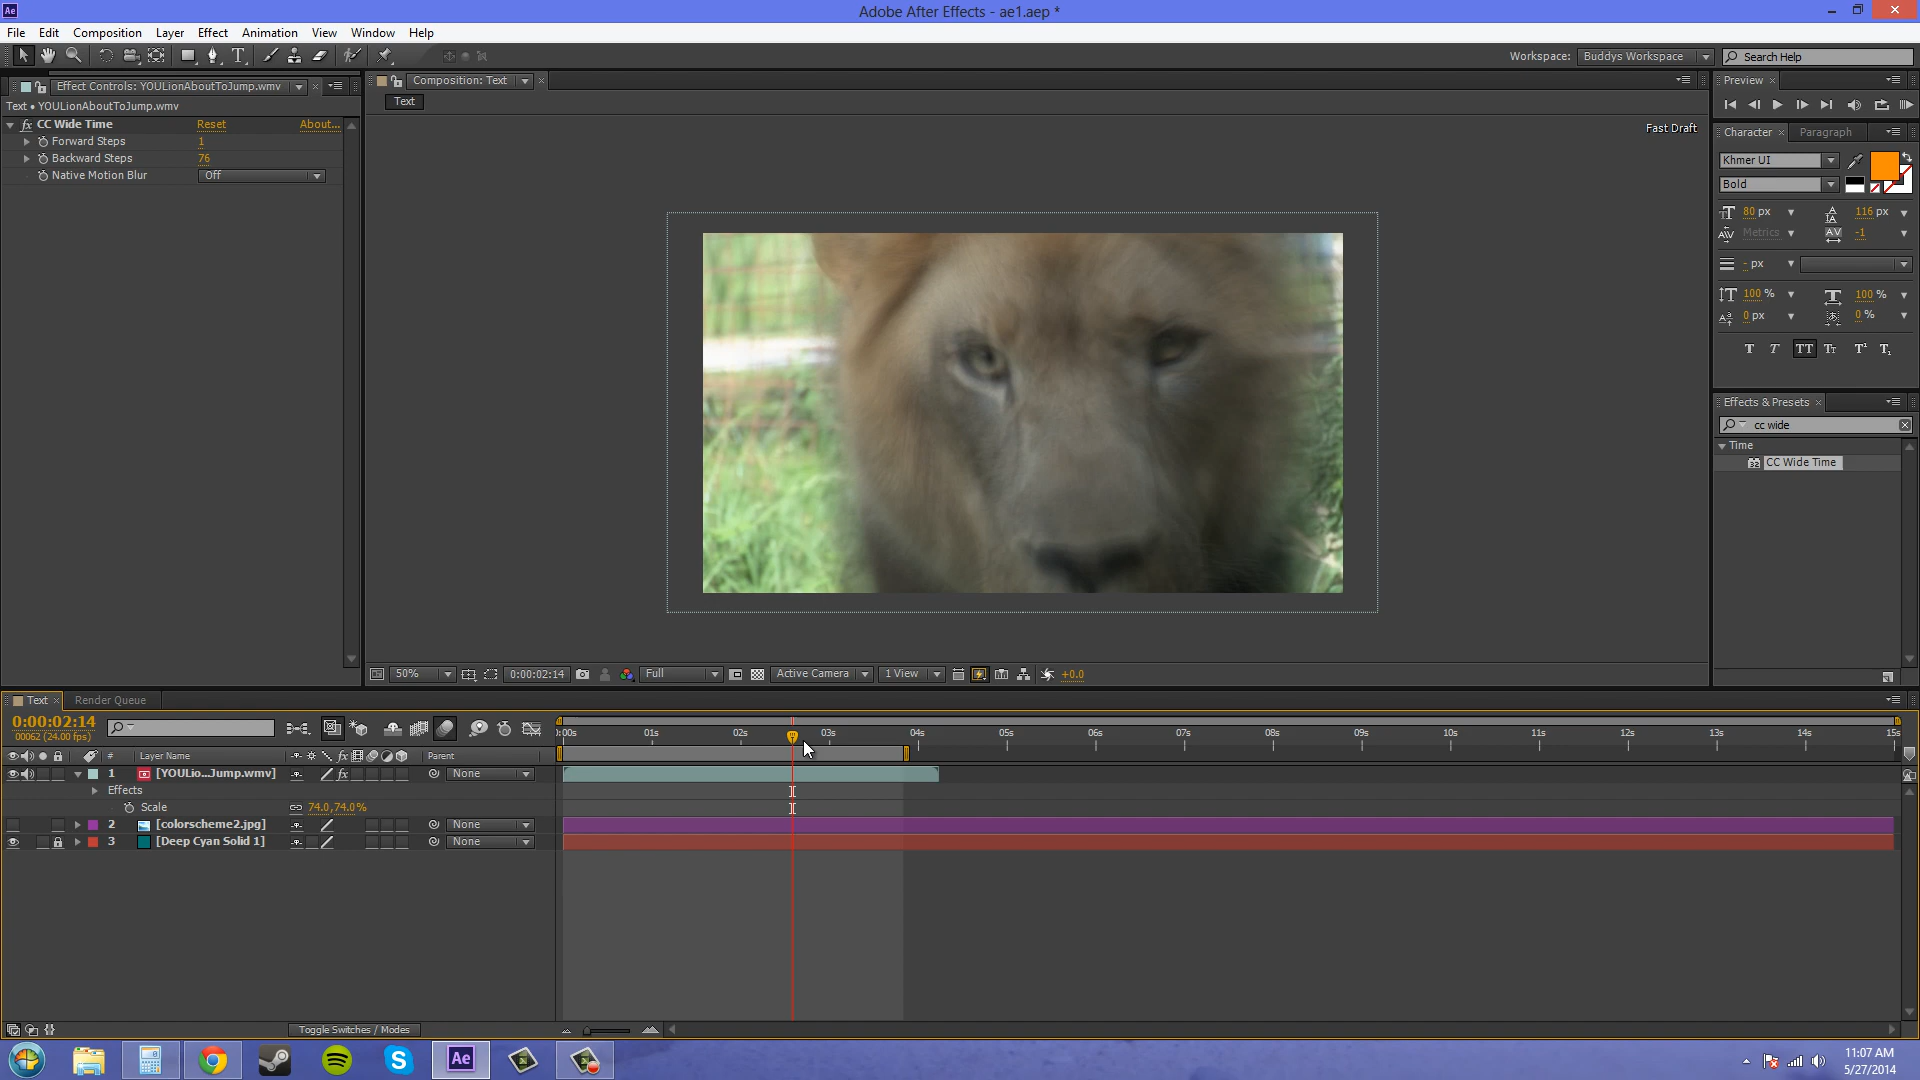 Ae
Adobe After Effects - ae1.aep *
File Edit Composition Layer Effect Animation View Window Help
Workspace: Buddys Workspace Search Help
Effect Controls: YOULionAboutToJump.wmv
Text • YOULionAboutToJump.wmv
fx CC Wide Time Reset About...
Forward Steps 1
Backward Steps 76
Native Motion Blur Off
Composition: Text
Text
Fast Draft
50% 0:00:02:14 Full Active Camera 1 View +0.0
Preview
Character Paragraph
Khmer UI
Bold
80 px 116 px
Metrics -1
- px
100 % 100 %
0 px 0 %
T T TT Tt T¹ T₁
Effects & Presets
cc wide
Time
CC Wide Time
Text Render Queue
0:00:02:14
00062 (24.00 fps)
:00s 01s 02s 03s 04s 05s 06s 07s 08s 09s 10s 11s 12s 13s 14s 15s
# Layer Name fx Parent
1 [YOULio...Jump.wmv] fx None
Effects
Scale 74.0,74.0%
2 [colorscheme2.jpg] None
3 [Deep Cyan Solid 1] None
Toggle Switches / Modes
Ae
11:07 AM
5/27/2014